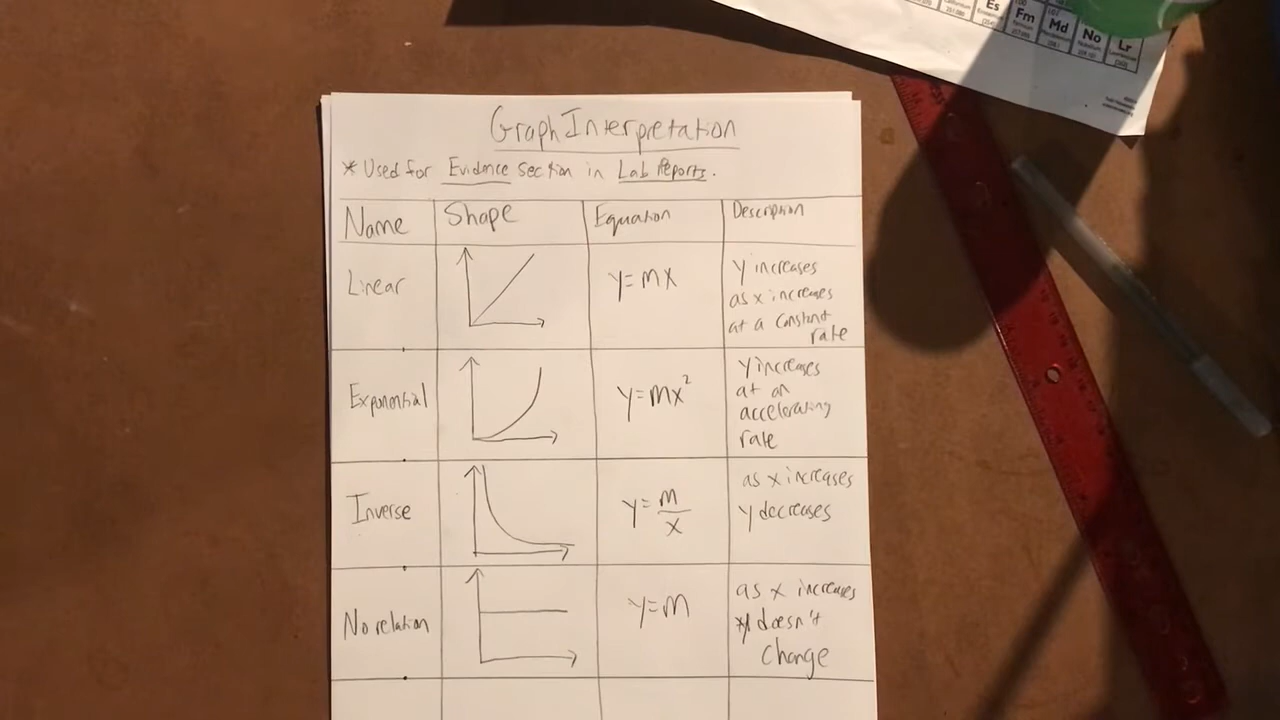 Es
Fm
Md
No
Lr
Graph Interpretation
* Used for Evidence section in Lab Reports.
Name Shape Equation Description
Linear
y=mx
y increases
as x increases
at a constant
rate
Exponential
y=mx²
y increases
at an
accelerating
rate
Inverse
y=m/x
as x increases
y decreases
No relation
y=m
as x increases
y doesn't
change